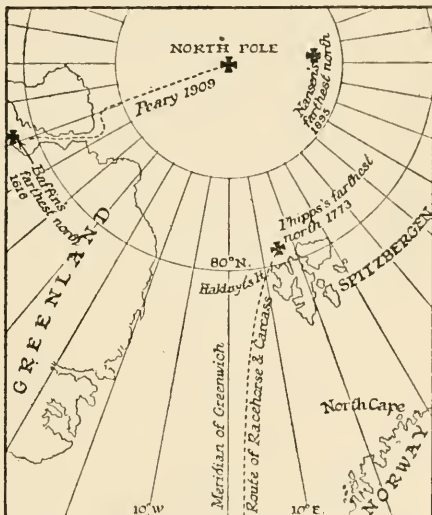 NORTH POLE
Peary 1909
Nansen's
farthest north
1895
Baffin's
farthest north
1616
Phipps's farthest
north 1773
80°N.
Hakluyt's H.
SPITZBERGEN
GREENLAND
Meridian of Greenwich
Route of Racehorse & Carcass
North Cape
NORWAY
10°W
10°E.